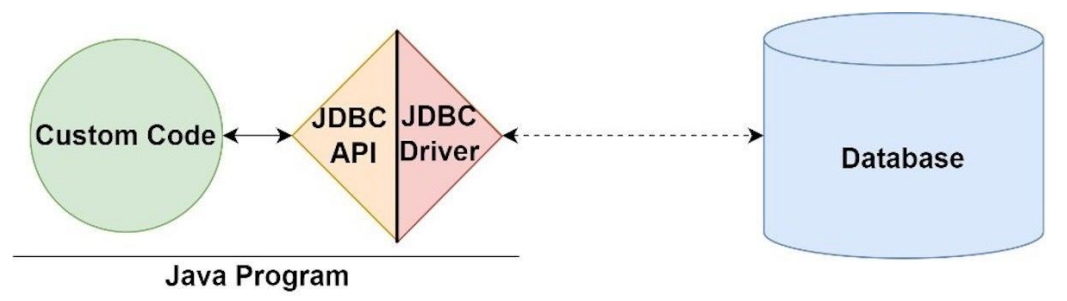 Custom Code
JDBC
API
JDBC
Driver
Database
Java Program